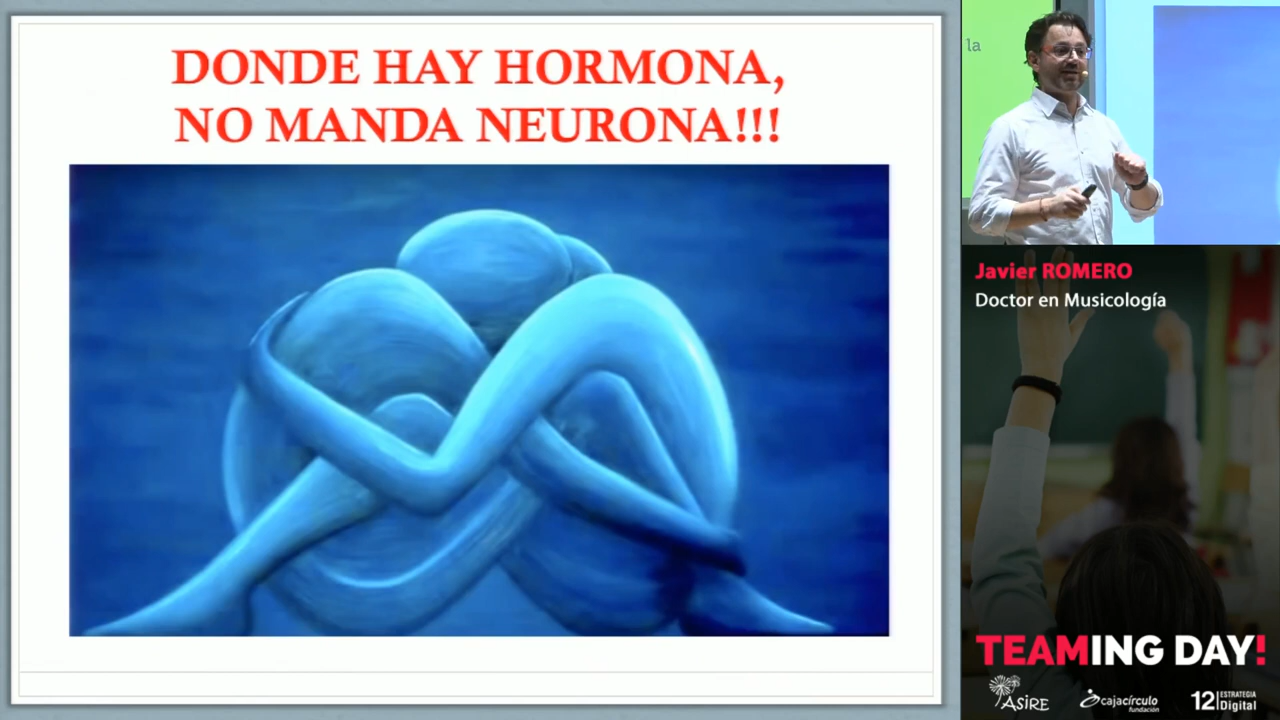 DONDE HAY HORMONA,
NO MANDA NEURONA!!!
la
Javier ROMERO
Doctor en Musicología
TEAMING DAY!
ASIRE
cajacírculo
fundación
12 ESTRATEGIA
Digital